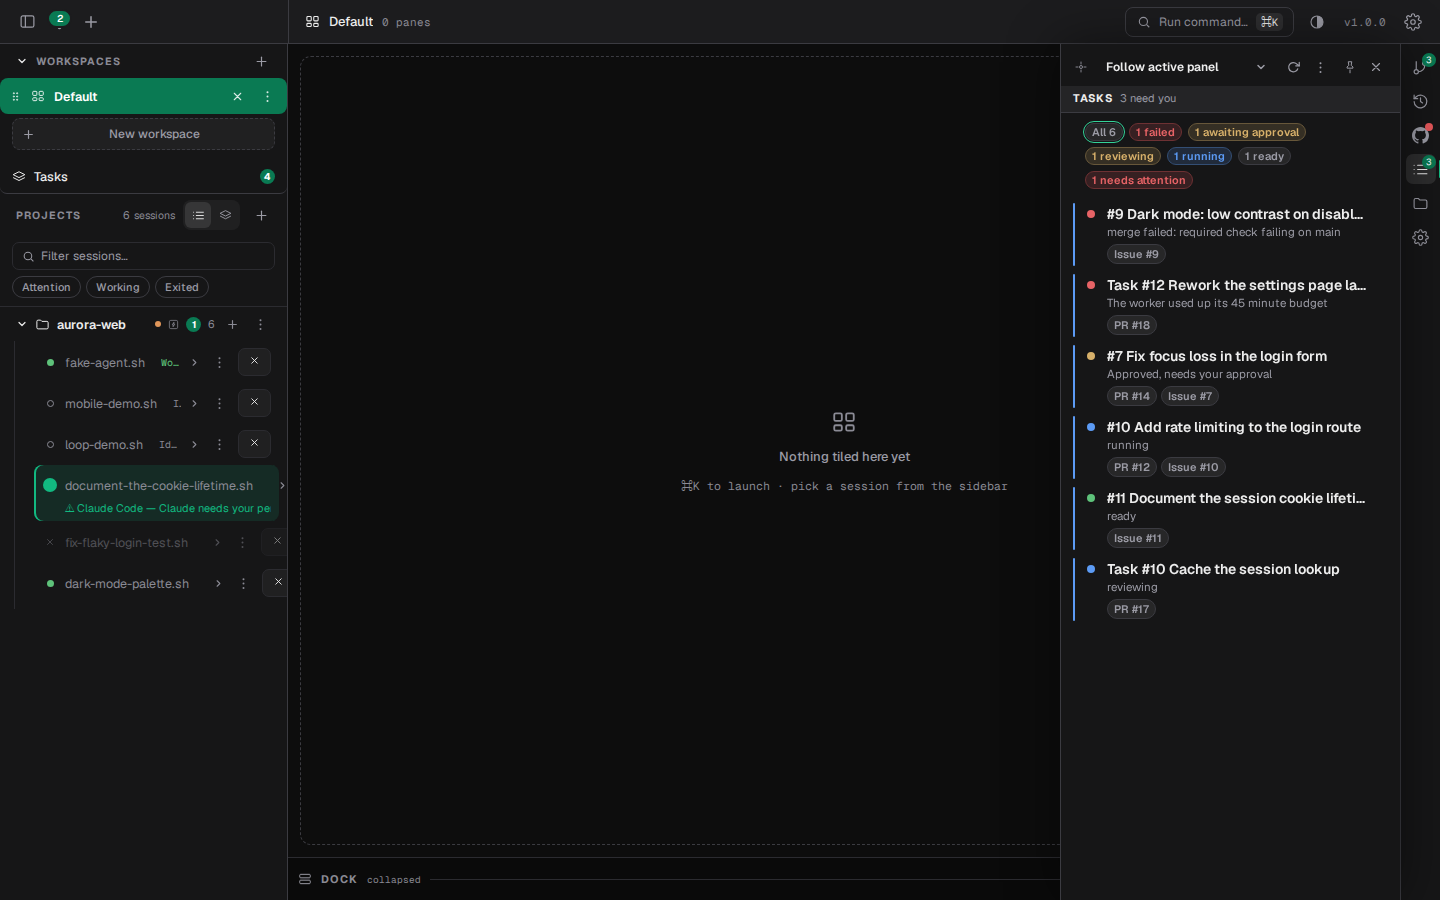 2
Default 0 panes
Run command... ⌘K
v1.0.0
WORKSPACES
Default
New workspace
Tasks 4
PROJECTS 6 sessions
Filter sessions...
Attention Working Exited
aurora-web 1 6
fake-agent.sh Wo…
mobile-demo.sh I.
loop-demo.sh Id…
document-the-cookie-lifetime.sh
⚠ Claude Code — Claude needs your pe
fix-flaky-login-test.sh
dark-mode-palette.sh
Nothing tiled here yet
⌘K to launch · pick a session from the sidebar
DOCK collapsed
Follow active panel
TASKS 3 need you
All 6 1 failed 1 awaiting approval
1 reviewing 1 running 1 ready
1 needs attention
#9 Dark mode: low contrast on disabl...
merge failed: required check failing on main
Issue #9
Task #12 Rework the settings page la...
The worker used up its 45 minute budget
PR #18
#7 Fix focus loss in the login form
Approved, needs your approval
PR #14 Issue #7
#10 Add rate limiting to the login route
running
PR #12 Issue #10
#11 Document the session cookie lifeti...
ready
Issue #11
Task #10 Cache the session lookup
reviewing
PR #17
3
3